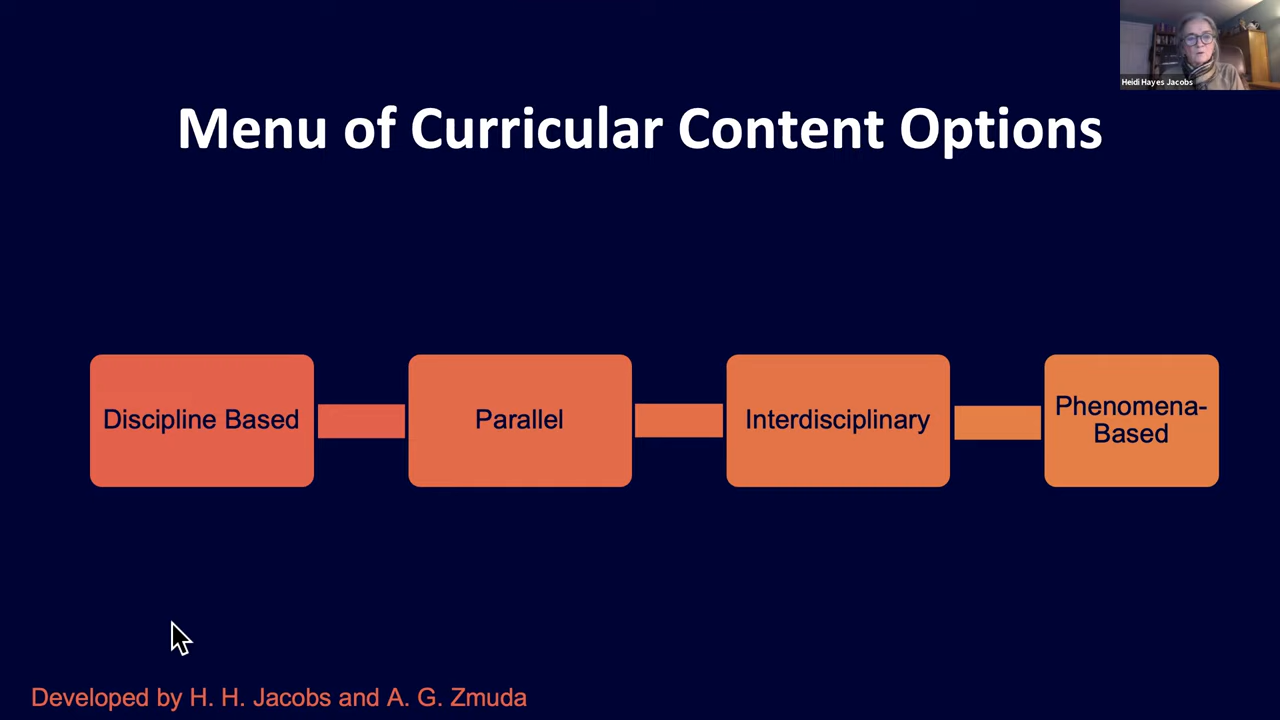 Heidi Hayes Jacobs
Menu of Curricular Content Options
Discipline Based
Parallel
Interdisciplinary
Phenomena-
Based
Developed by H. H. Jacobs and A. G. Zmuda